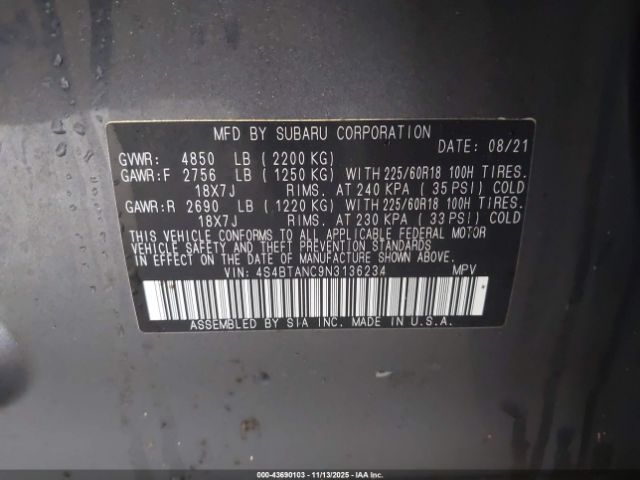 MFD BY SUBARU CORPORATION DATE: 08/21
GVWR: 4850 LB (2200 KG)
GAWR:F 2756 LB (1250 KG) WITH 225/60R18 100H TIRES.
18X7J RIMS. AT 240 KPA (35 PSI) COLD
GAWR:R 2690 LB (1220 KG) WITH 225/60R18 100H TIRES.
18X7J RIMS. AT 230 KPA (33 PSI) COLD
THIS VEHICLE CONFORMS TO ALL APPLICABLE FEDERAL MOTOR
VEHICLE SAFETY AND THEFT PREVENTION STANDARDS
IN EFFECT ON THE DATE OF MANUFACTURE SHOWN ABOVE.
VIN: 4S4BTANC9N3136234 MPV
ASSEMBLED BY SIA INC. MADE IN U.S.A.
000-43690103 - 11/13/2025 - IAAI.COM